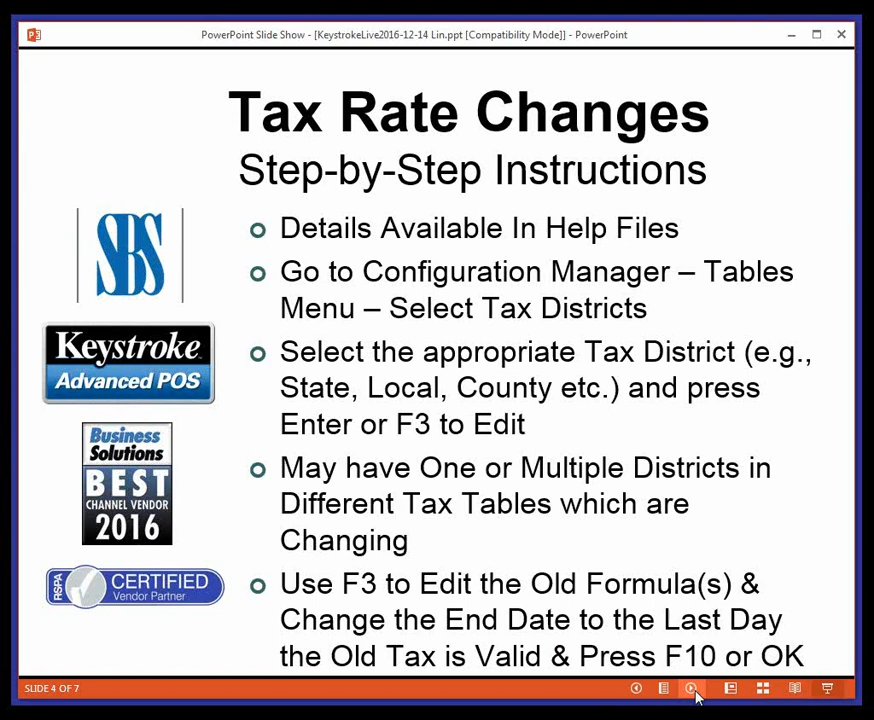 PowerPoint Slide Show - [KeystrokeLive2016-12-14 Lin.ppt [Compatibility Mode]] - PowerPoint
Tax Rate Changes
Step-by-Step Instructions
SBS
Keystroke
Advanced POS
Business
Solutions
BEST
CHANNEL VENDOR
2016
RSPA
CERTIFIED
Vendor Partner
Details Available In Help Files
Go to Configuration Manager – Tables
Menu – Select Tax Districts
Select the appropriate Tax District (e.g.,
State, Local, County etc.) and press
Enter or F3 to Edit
May have One or Multiple Districts in
Different Tax Tables which are
Changing
Use F3 to Edit the Old Formula(s) &
Change the End Date to the Last Day
the Old Tax is Valid & Press F10 or OK
SLIDE 4 OF 7